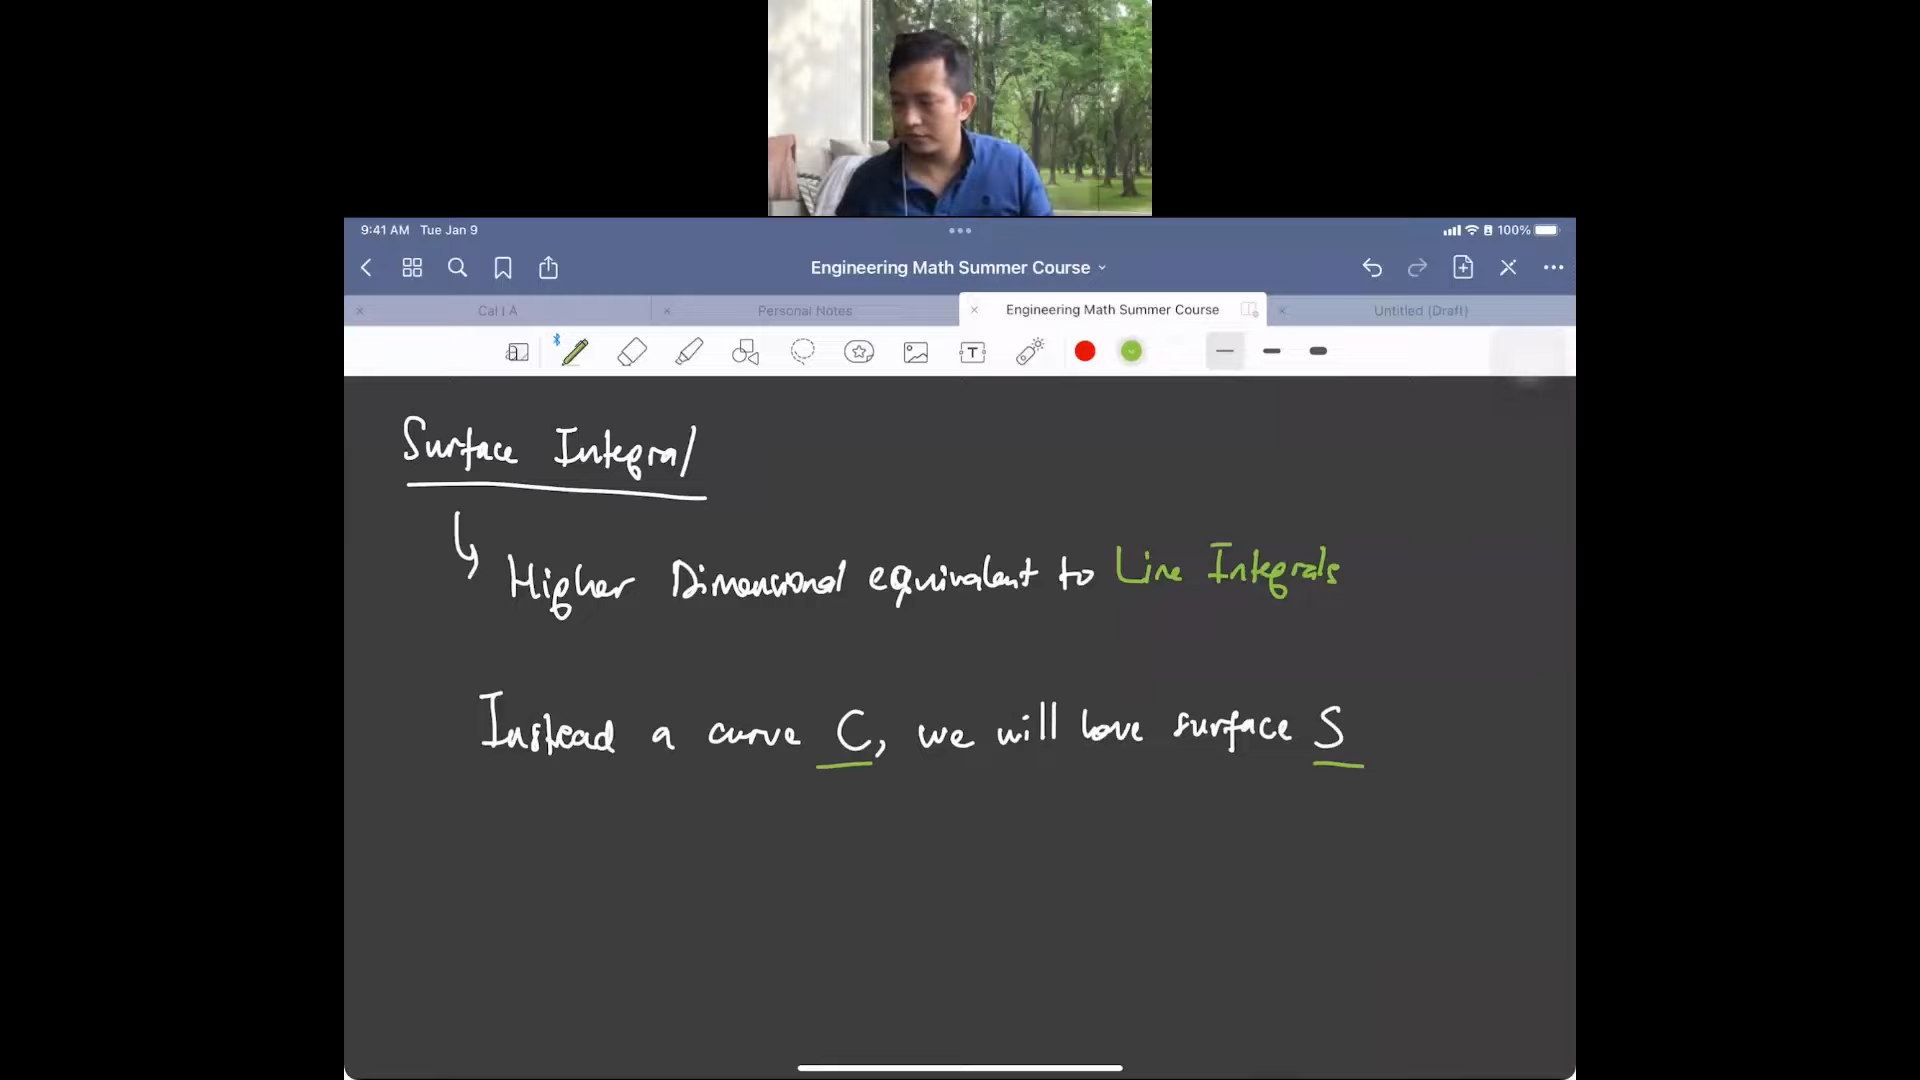 9:41 AM Tue Jan 9
100%
Engineering Math Summer Course
Cal I A
Personal Notes
Engineering Math Summer Course
Untitled (Draft)
Surface Integral
Higher Dimensional equivalent to Line Integrals
Instead a curve C, we will love surface S